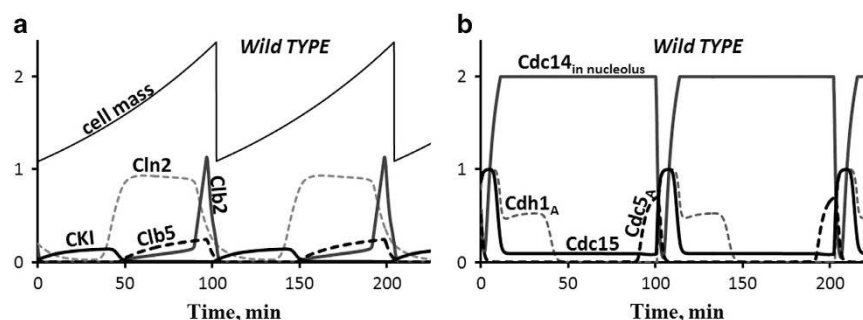 a
Wild TYPE
2
1
0
cell mass
Cln2
Clb2
CKI
Clb5
0 50 100 150 200
Time, min
b
Wild TYPE
2
1
0
Cdc14in nucleolus
Cdh1A
Cdc5A
Cdc15
0 50 100 150 200
Time, min